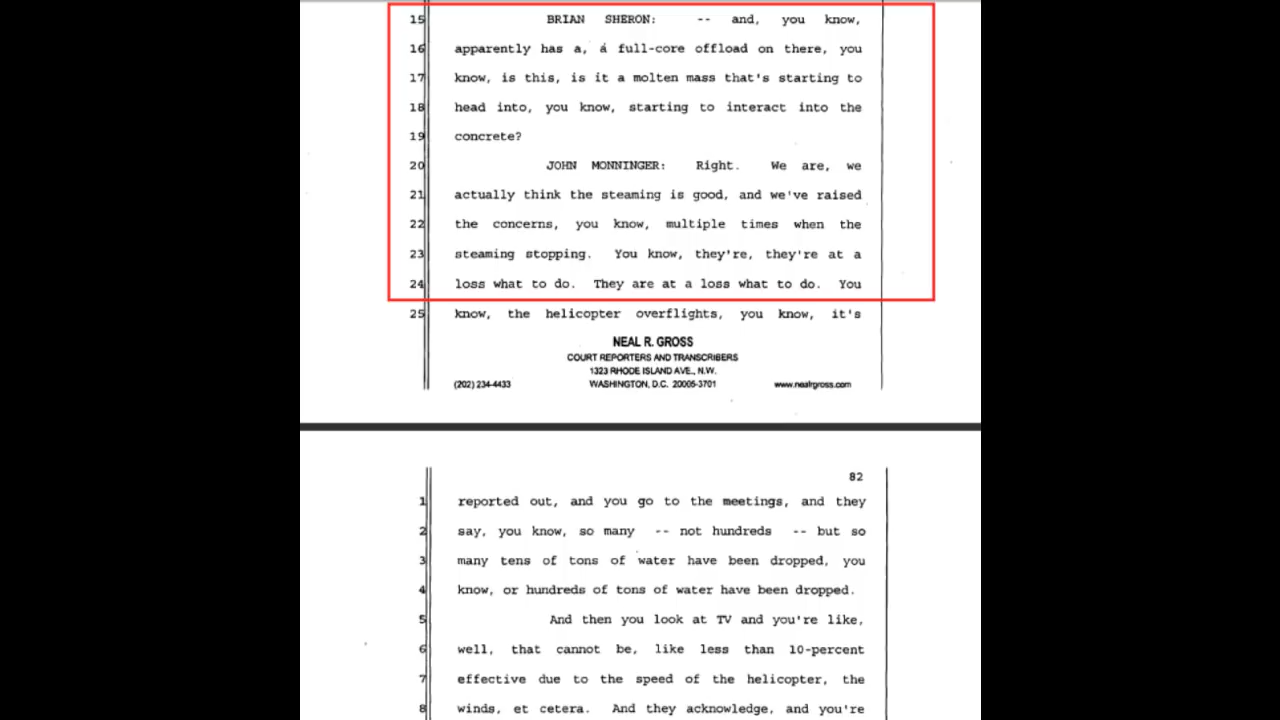 15 BRIAN SHERON: -- and, you know,
16 apparently has a, a full-core offload on there, you
17 know, is this, is it a molten mass that's starting to
18 head into, you know, starting to interact into the
19 concrete?
20 JOHN MONNINGER: Right. We are, we
21 actually think the steaming is good, and we've raised
22 the concerns, you know, multiple times when the
23 steaming stopping. You know, they're, they're at a
24 loss what to do. They are at a loss what to do. You
25 know, the helicopter overflights, you know, it's
NEAL R. GROSS
COURT REPORTERS AND TRANSCRIBERS
1323 RHODE ISLAND AVE., N.W.
(202) 234-4433 WASHINGTON, D.C. 20005-3701 www.nealrgross.com
82
1 reported out, and you go to the meetings, and they
2 say, you know, so many -- not hundreds -- but so
3 many tens of tons of water have been dropped, you
4 know, or hundreds of tons of water have been dropped.
5 And then you look at TV and you're like,
6 well, that cannot be, like less than 10-percent
7 effective due to the speed of the helicopter, the
8 winds, et cetera. And they acknowledge, and you're